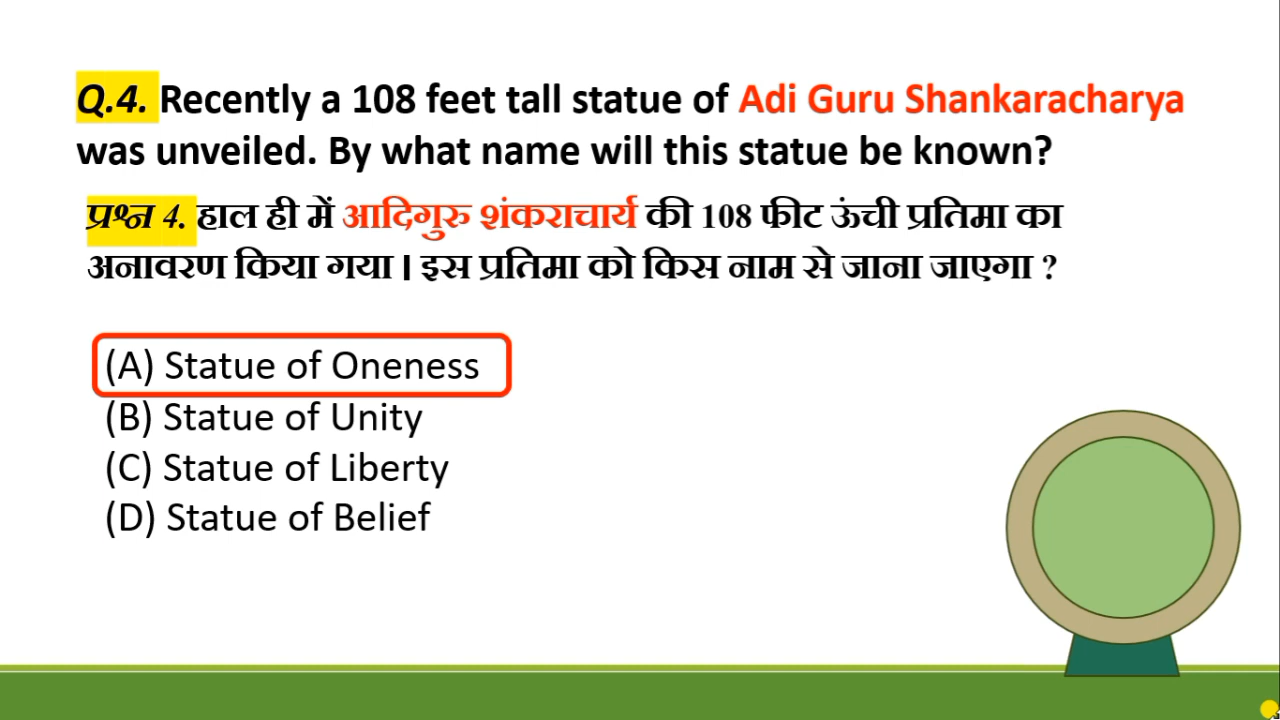 Q.4. Recently a 108 feet tall statue of Adi Guru Shankaracharya
was unveiled. By what name will this statue be known?
प्रश्न 4. हाल ही में आदिगुरु शंकराचार्य की 108 फीट ऊंची प्रतिमा का
अनावरण किया गया । इस प्रतिमा को किस नाम से जाना जाएगा ?
(A) Statue of Oneness
(B) Statue of Unity
(C) Statue of Liberty
(D) Statue of Belief